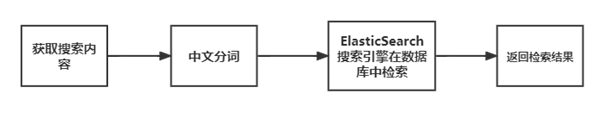 获取搜索内
容
中文分词
ElasticSearch
搜索引擎在数据
库中检索
返回检索结果